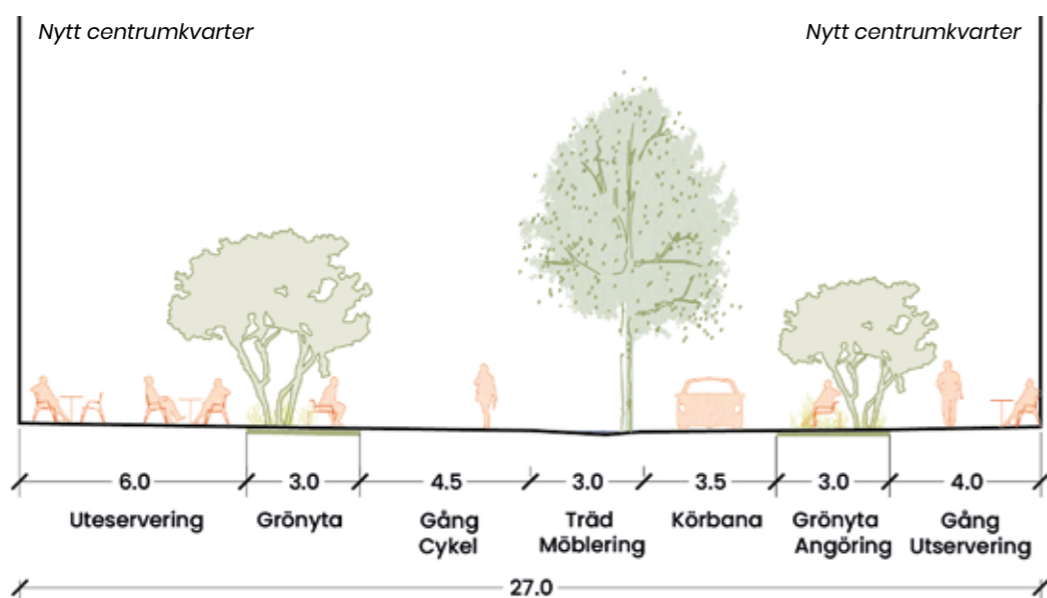 Nytt centrumkvarter
Nytt centrumkvarter
6.0
3.0
4.5
3.0
3.5
3.0
4.0
Uteservering
Grönyta
Gång
Cykel
Träd
Möblering
Körbana
Grönyta
Angöring
Gång
Utservering
27.0